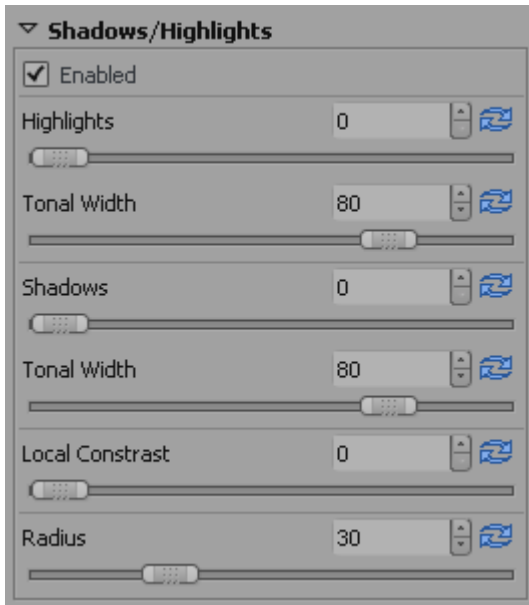 Shadows/Highlights
Enabled
Highlights 0
Tonal Width 80
Shadows 0
Tonal Width 80
Local Constrast 0
Radius 30